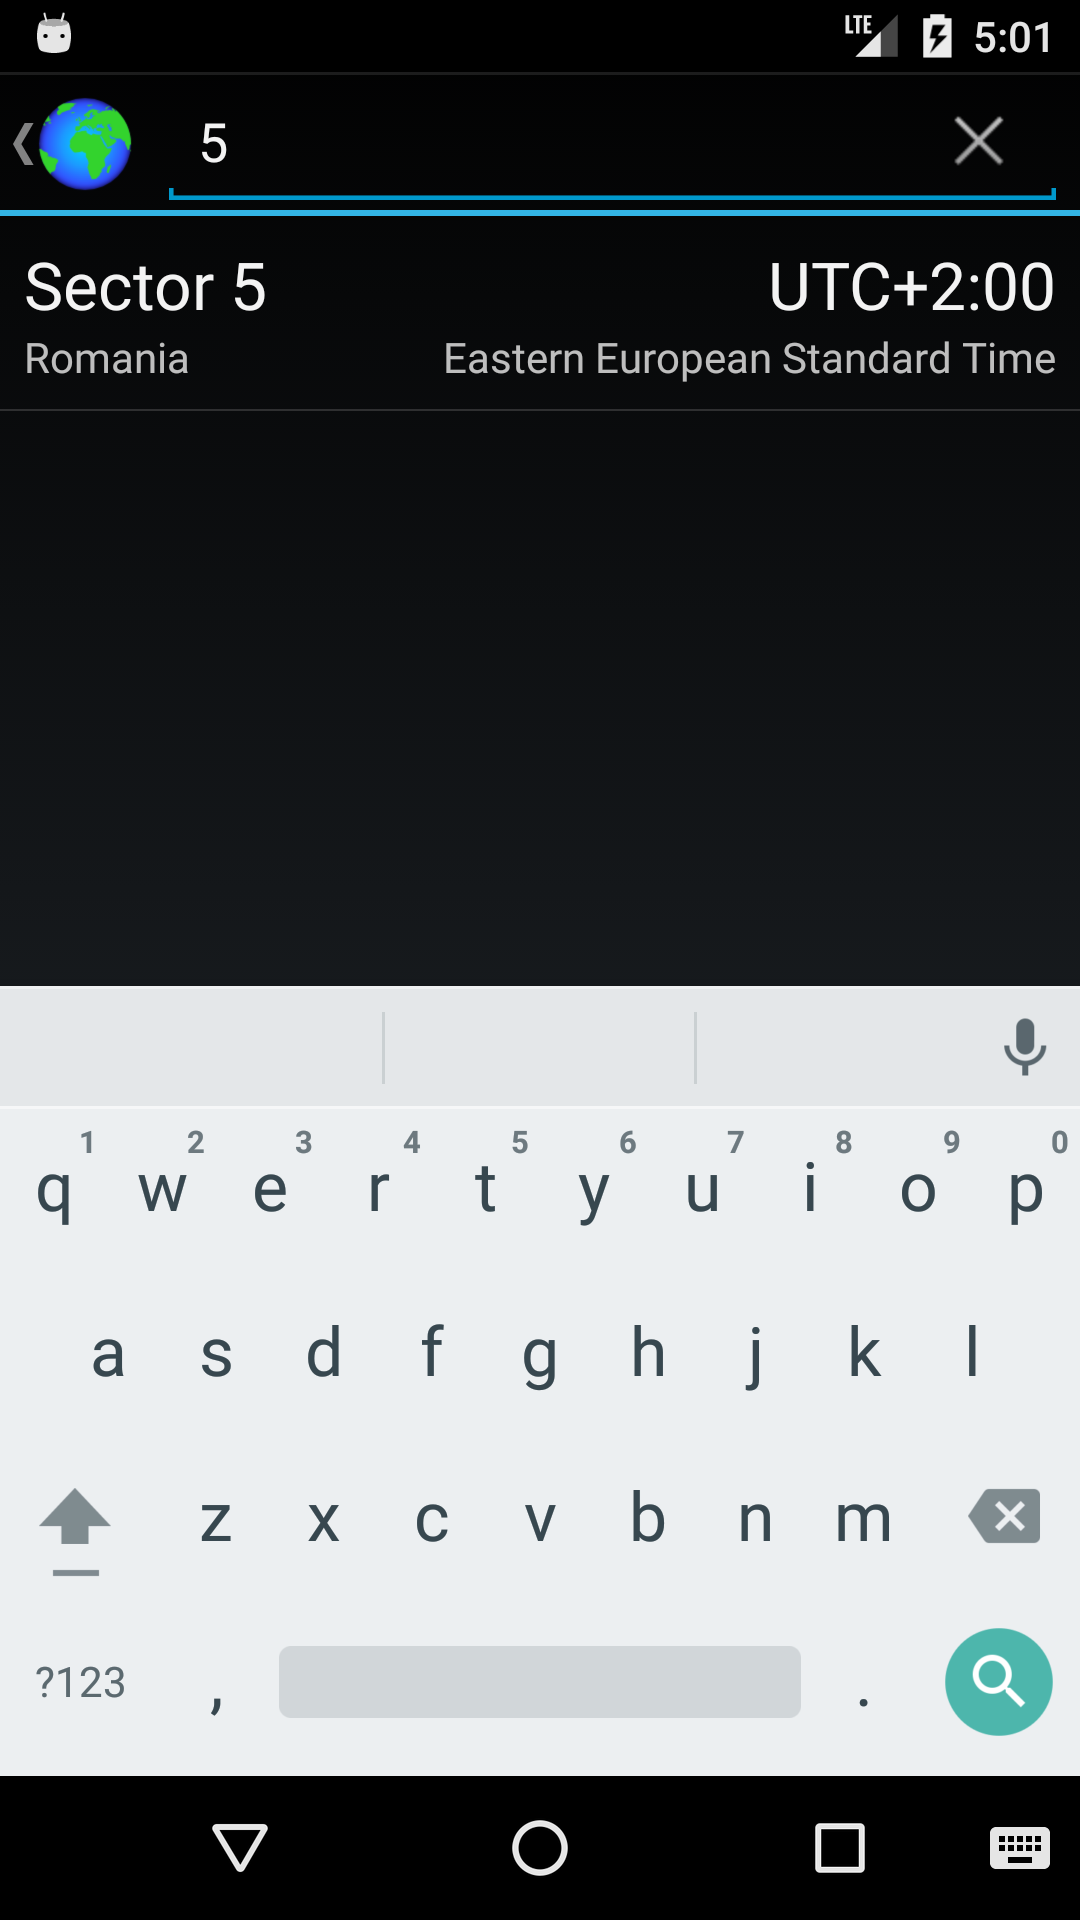 LTE 5:01
5
Sector 5 UTC+2:00
Romania Eastern European Standard Time
1 2 3 4 5 6 7 8 9 0
q w e r t y u i o p
a s d f g h j k l
z x c v b n m
?123 , .